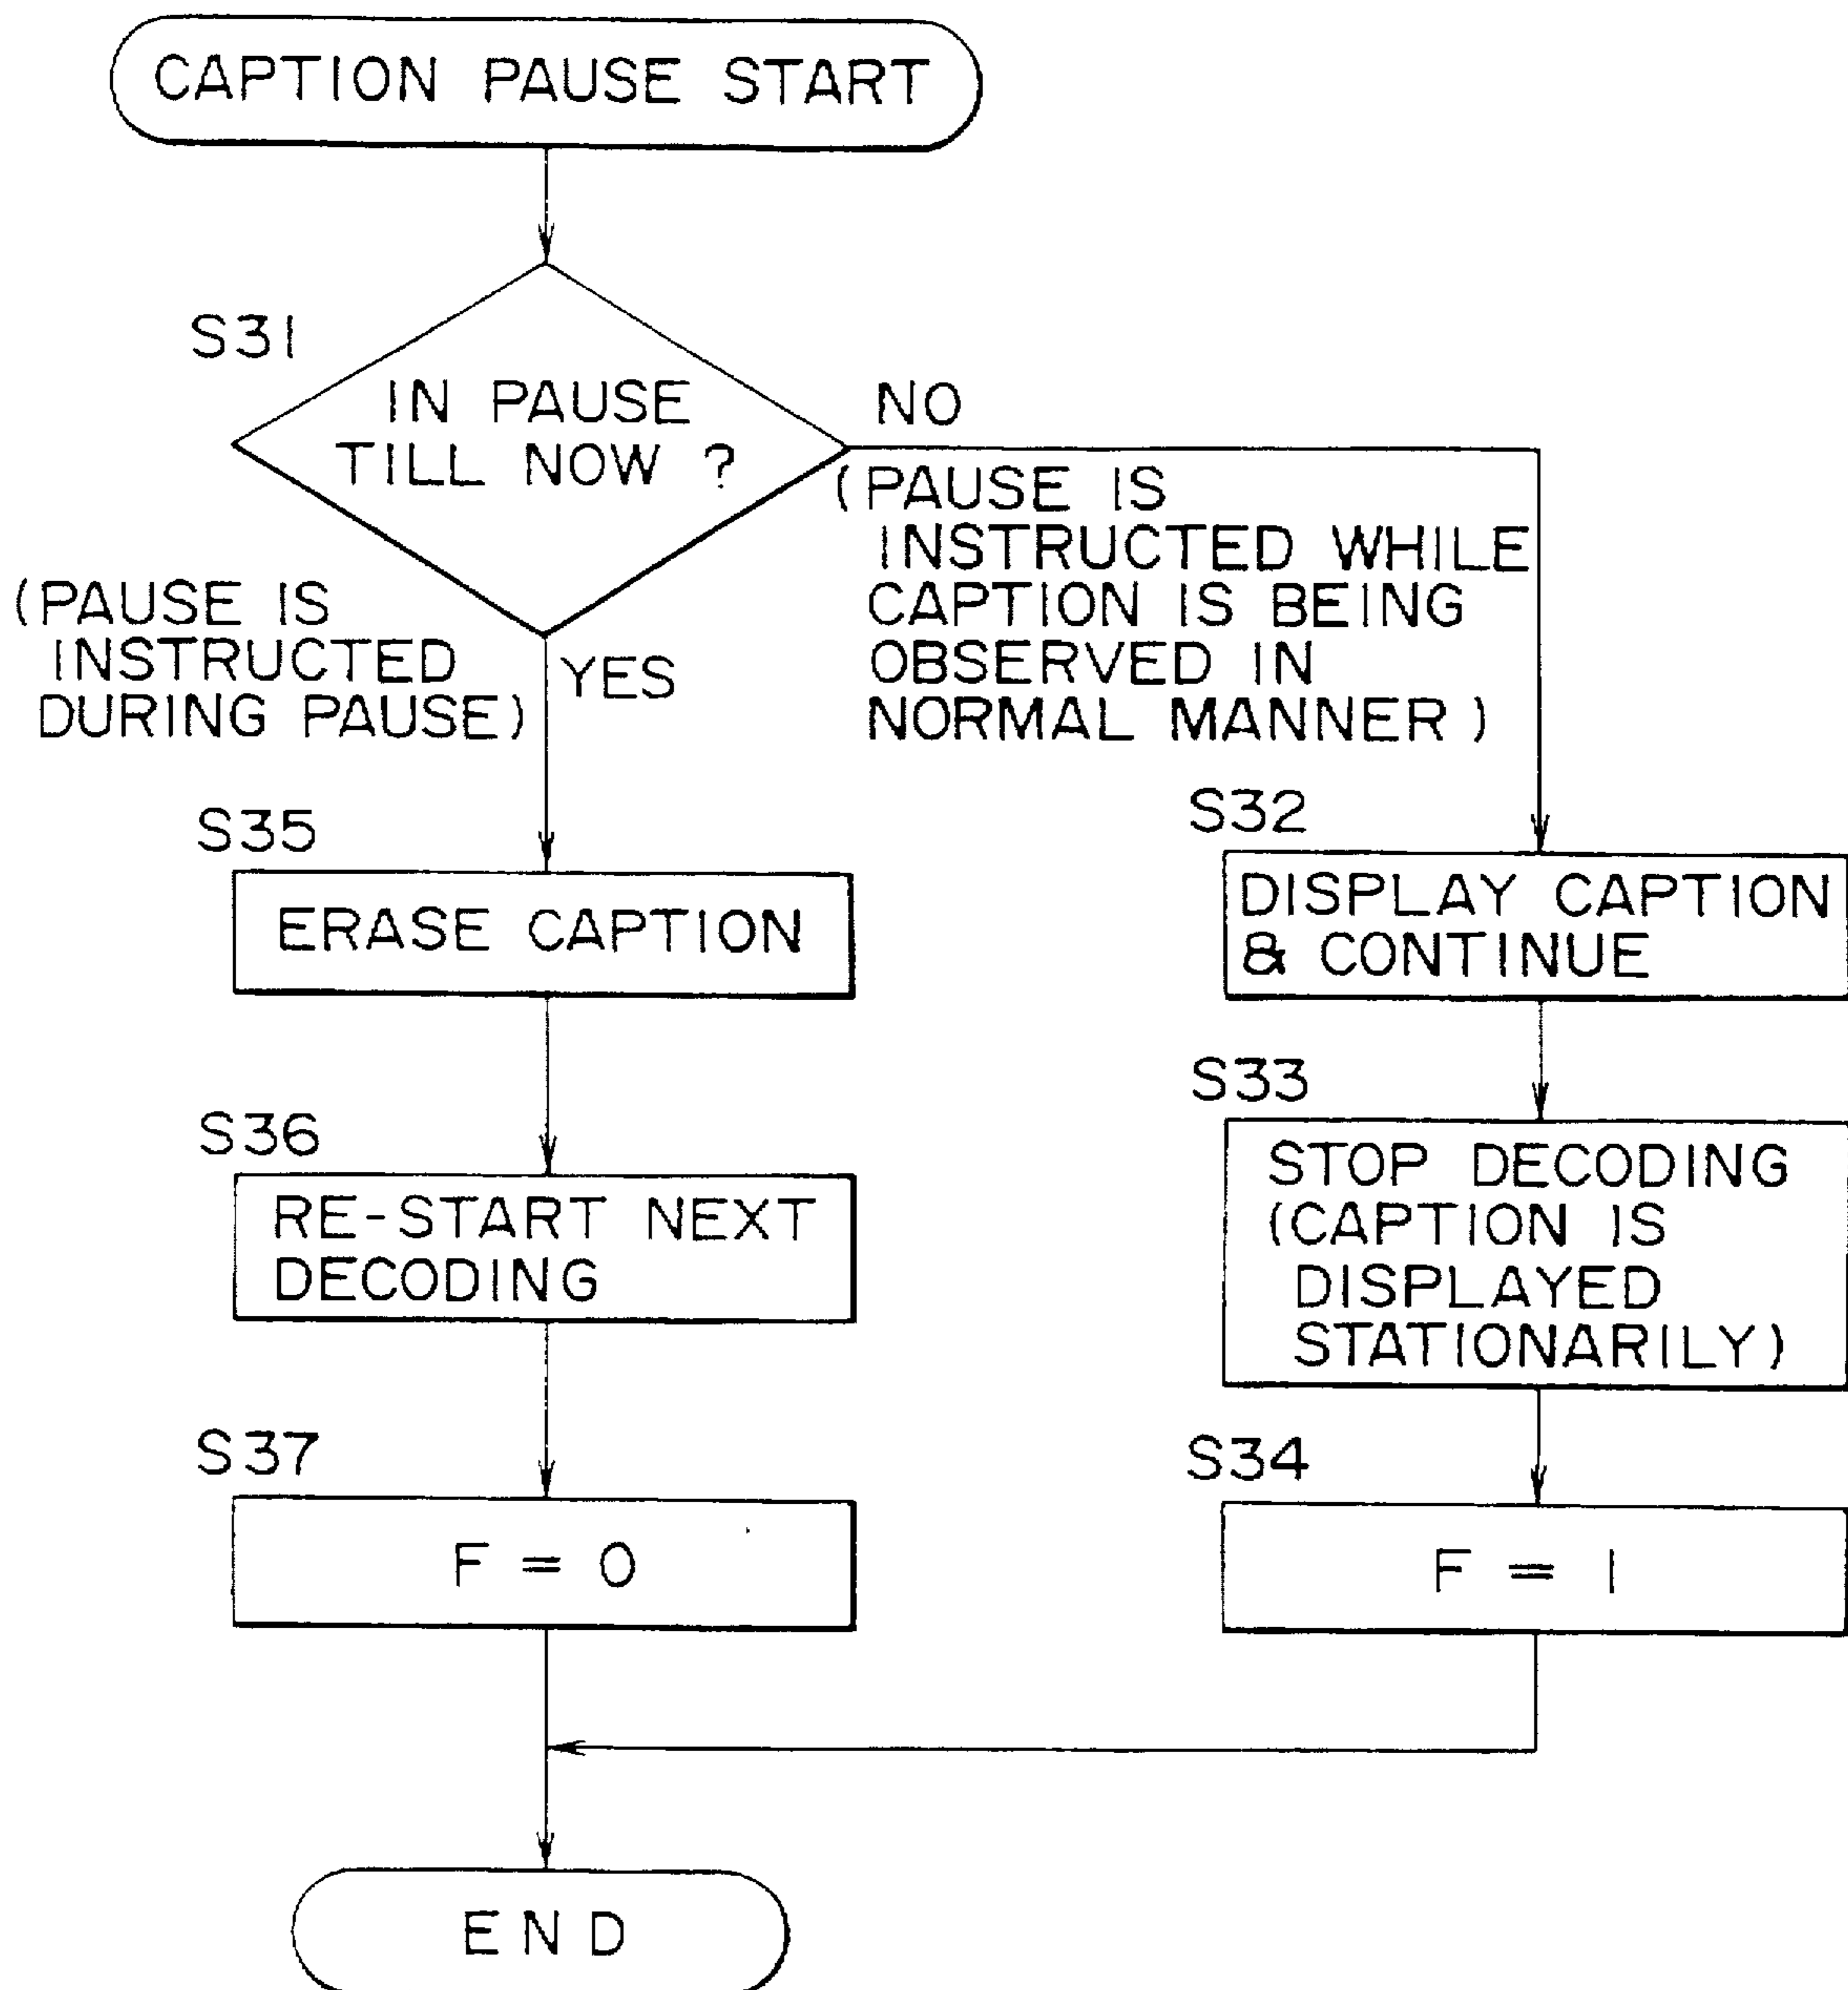 CAPTION PAUSE START
S31
IN PAUSE
TILL NOW ?
NO
(PAUSE IS
INSTRUCTED WHILE
CAPTION IS BEING
OBSERVED IN
NORMAL MANNER)
(PAUSE IS
INSTRUCTED
DURING PAUSE)
YES
S35
ERASE CAPTION
S36
RE-START NEXT
DECODING
S37
F = 0
S32
DISPLAY CAPTION
& CONTINUE
S33
STOP DECODING
(CAPTION IS
DISPLAYED
STATIONARILY)
S34
F = 1
END